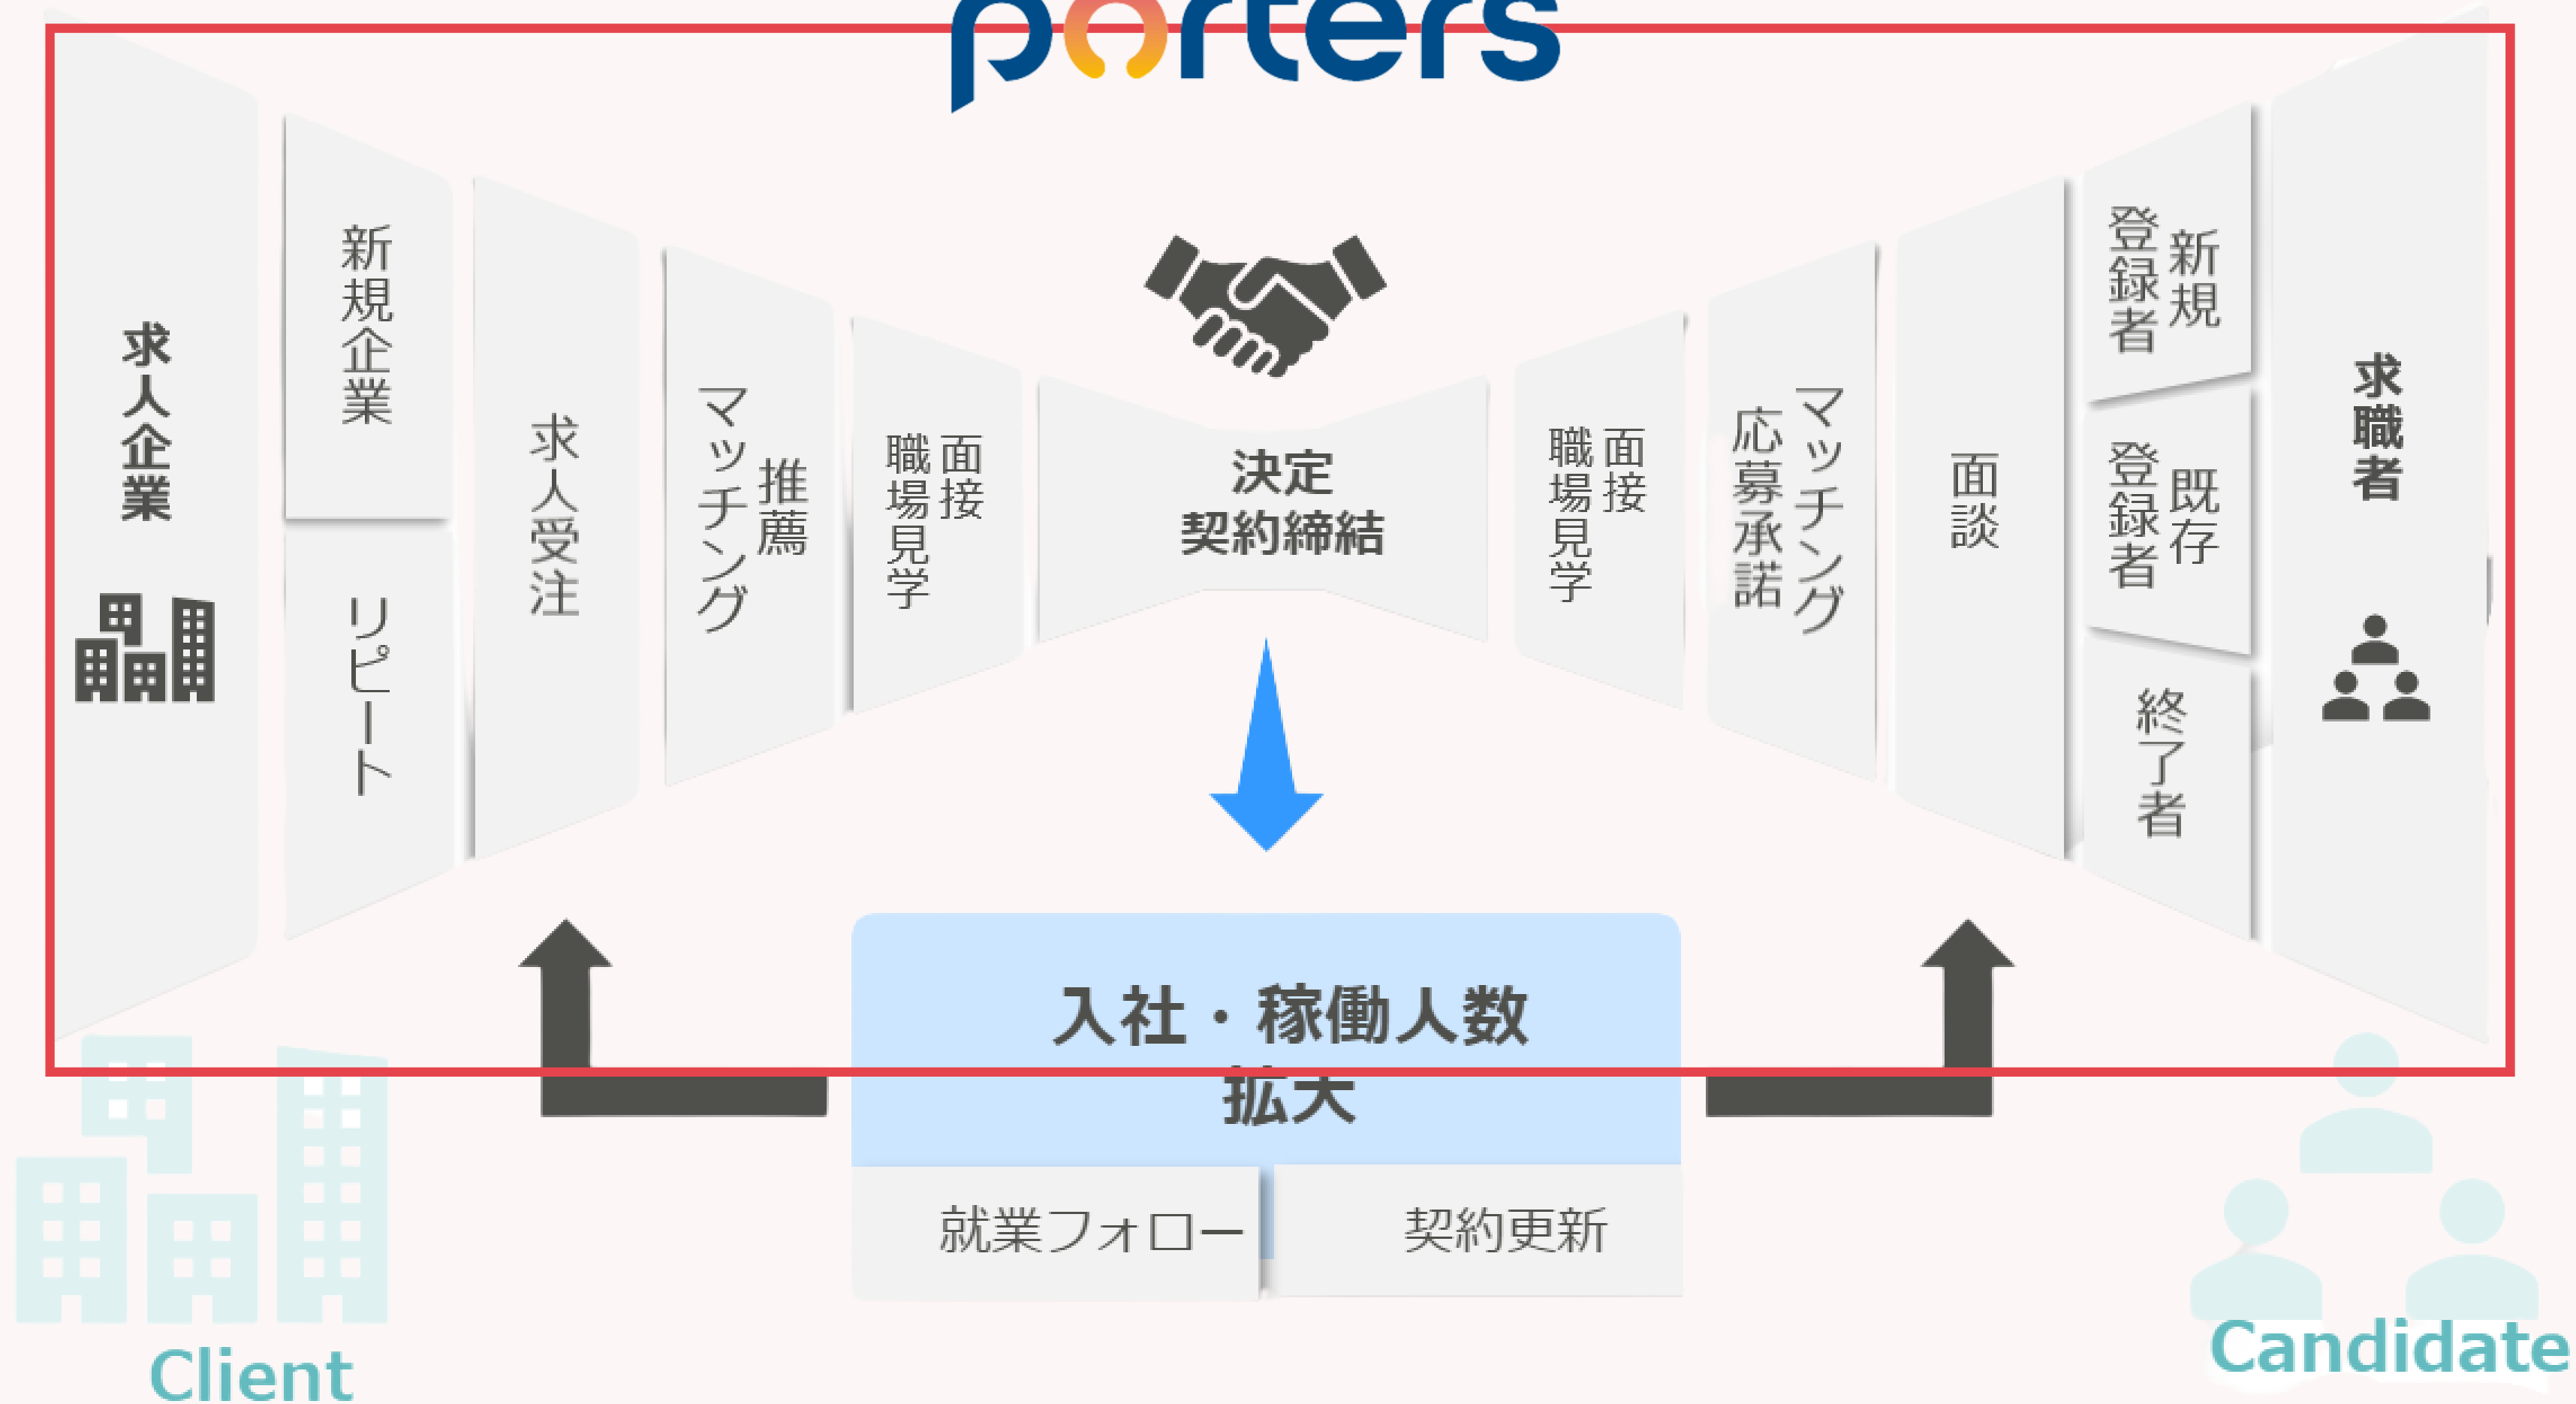 porters
求人企業
新規企業
リピート
求人受注
推薦
マッチング
面接
職場見学
決定
契約締結
面接
職場見学
マッチング
応募承諾
面談
新規
登録者
既存
登録者
終了者
求職者
入社・稼働人数
拡大
就業フォロー
契約更新
Client
Candidate